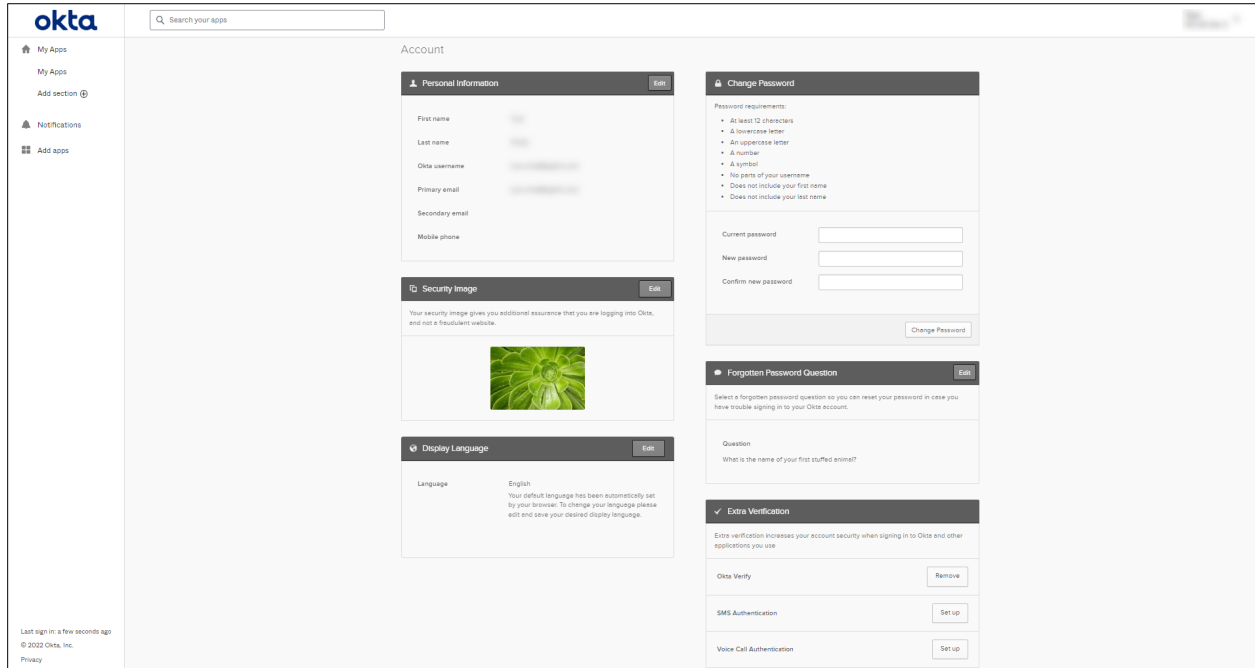 okta
Search your apps
My Apps
My Apps
Add section
Notifications
Add apps
Last sign in: a few seconds ago
© 2022 Okta, Inc.
Privacy
Account
Personal Information
Edit
First name
Last name
Okta username
Primary email
Secondary email
Mobile phone
Security Image
Edit
Your security image gives you additional assurance that you are logging into Okta,
and not a fraudulent website.
Display Language
Edit
Language
English
Your default language has been automatically set
by your browser. To change your language please
edit and save your desired display language.
Change Password
Password requirements:
• At least 12 characters
• A lowercase letter
• An uppercase letter
• A number
• A symbol
• No parts of your username
• Does not include your first name
• Does not include your last name
Current password
New password
Confirm new password
Change Password
Forgotten Password Question
Edit
Select a forgotten password question so you can reset your password in case you
have trouble signing in to your Okta account.
Question
What is the name of your first stuffed animal?
Extra Verification
Extra verification increases your account security when signing in to Okta and other
applications you use
Okta Verify
Remove
SMS Authentication
Set up
Voice Call Authentication
Set up